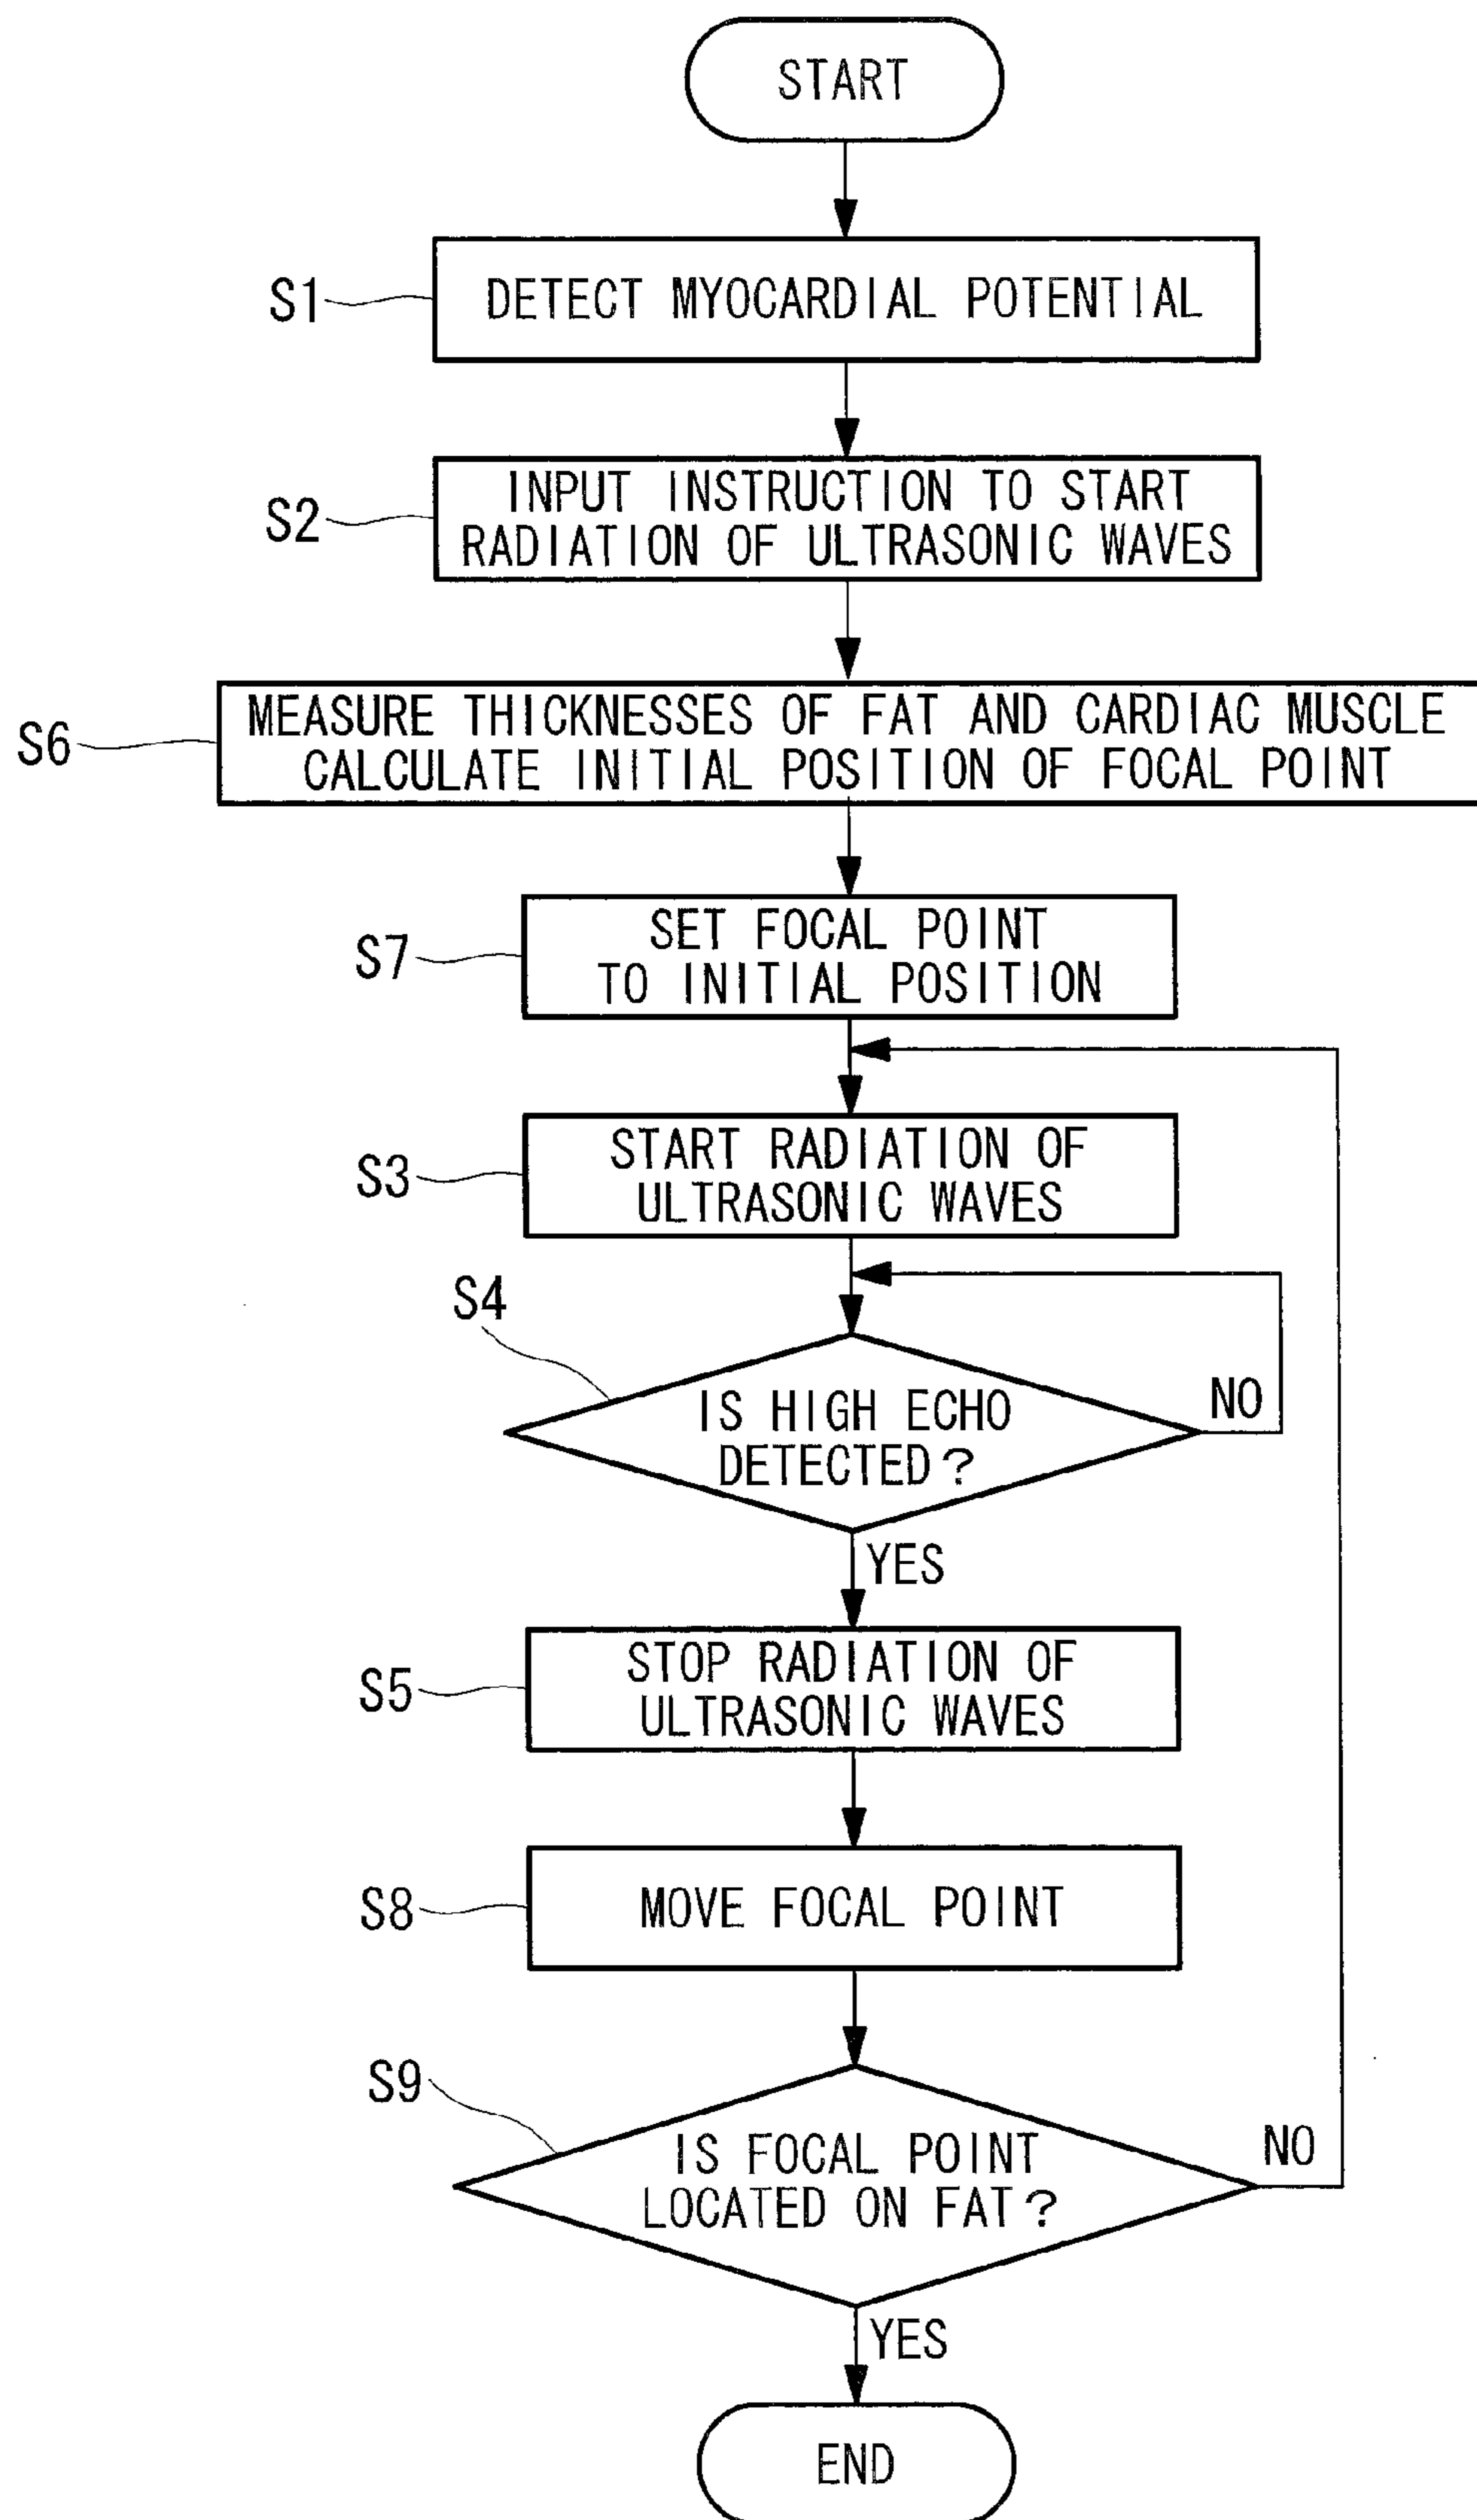 START
S1
DETECT MYOCARDIAL POTENTIAL
S2
INPUT INSTRUCTION TO START
RADIATION OF ULTRASONIC WAVES
S6
MEASURE THICKNESSES OF FAT AND CARDIAC MUSCLE
CALCULATE INITIAL POSITION OF FOCAL POINT
S7
SET FOCAL POINT
TO INITIAL POSITION
S3
START RADIATION OF
ULTRASONIC WAVES
S4
IS HIGH ECHO
DETECTED?
NO
YES
S5
STOP RADIATION OF
ULTRASONIC WAVES
S8
MOVE FOCAL POINT
S9
IS FOCAL POINT
LOCATED ON FAT?
NO
YES
END